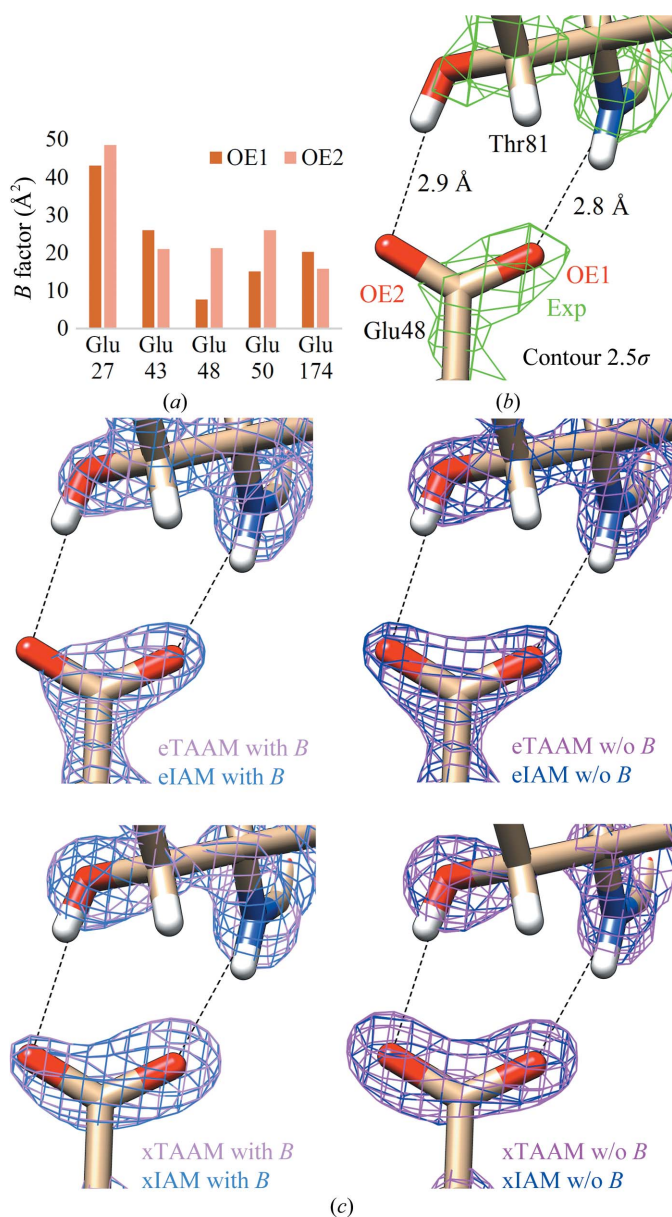 50
40
30
20
10
0
B factor (Å²)
OE1 OE2
Glu Glu Glu Glu Glu
27 43 48 50 174
(a)
Thr81
2.9 Å
2.8 Å
OE2
OE1
Glu48
Exp
Contour 2.5σ
(b)
eTAAM with B
eIAM with B
eTAAM w/o B
eIAM w/o B
xTAAM with B
xIAM with B
xTAAM w/o B
xIAM w/o B
(c)